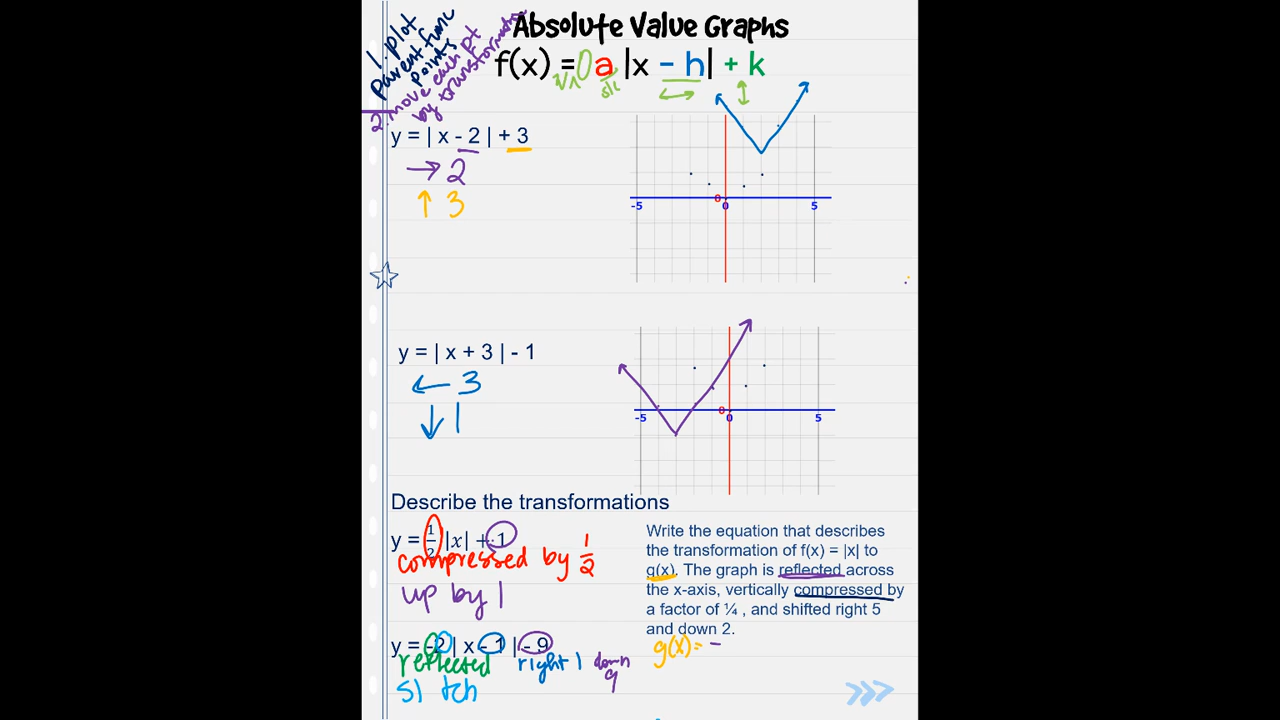 Absolute Value Graphs
1. plot
parent func
points
2) move each pt
by transformation
f(x) = a |x - h| + k
y = | x - 2 | + 3
→ 2
↑ 3
-5 0 0 5
y = | x + 3 | - 1
← 3
↓ 1
-5 0 0 5
Describe the transformations
y = 1/2 |x| + 1
compressed by 1/2
up by 1
y = -2 | x - 1 | - 9
reflected right 1 down
9
Write the equation that describes
the transformation of f(x) = |x| to
g(x). The graph is reflected across
the x-axis, vertically compressed by
a factor of ¼ , and shifted right 5
and down 2.
g(x) = -